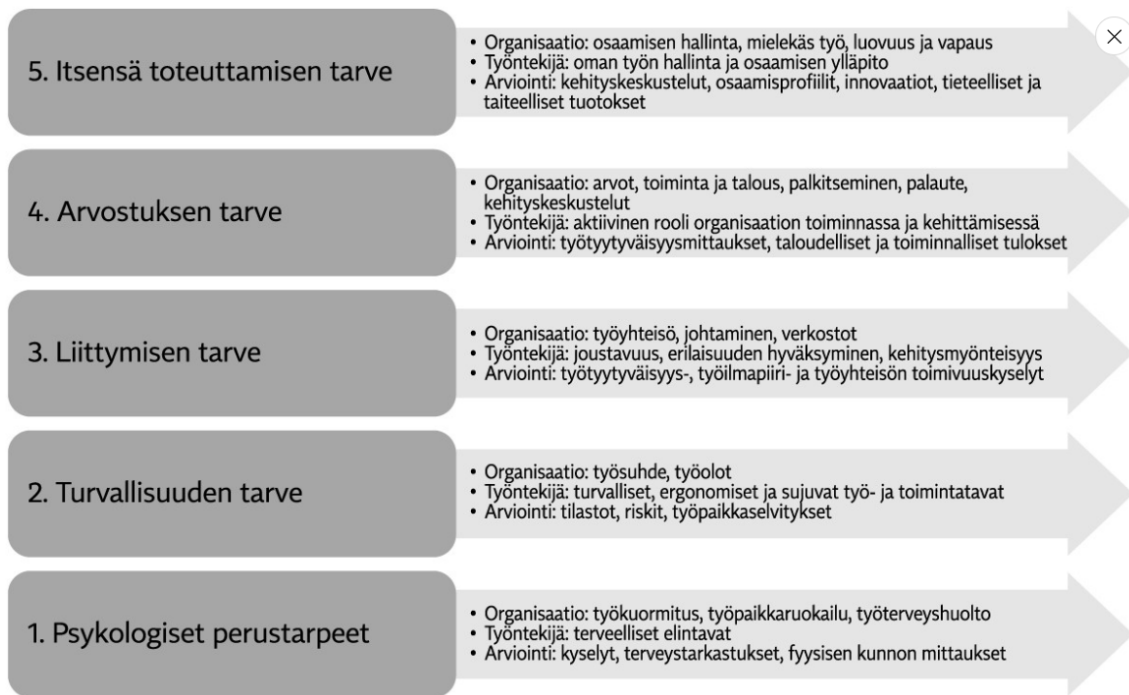 5. Itsensä toteuttamisen tarve
• Organisaatio: osaamisen hallinta, mielekäs työ, luovuus ja vapaus
• Työntekijä: oman työn hallinta ja osaamisen ylläpito
• Arviointi: kehityskeskustelut, osaamisprofiilit, innovaatiot, tieteelliset ja
taiteelliset tuotokset
4. Arvostuksen tarve
• Organisaatio: arvot, toiminta ja talous, palkitseminen, palaute,
kehityskeskustelut
• Työntekijä: aktiivinen rooli organisaation toiminnassa ja kehittämisessä
• Arviointi: työtyytyväisyysmittaukset, taloudelliset ja toiminnalliset tulokset
3. Liittymisen tarve
• Organisaatio: työyhteisö, johtaminen, verkostot
• Työntekijä: joustavuus, erilaisuuden hyväksyminen, kehitysmyönteisyys
• Arviointi: työtyytyväisyys-, työilmapiiri- ja työyhteisön toimivuuskyselyt
2. Turvallisuuden tarve
• Organisaatio: työsuhde, työolot
• Työntekijä: turvalliset, ergonomiset ja sujuvat työ- ja toimintatavat
• Arviointi: tilastot, riskit, työpaikkaselvitykset
1. Psykologiset perustarpeet
• Organisaatio: työkuormitus, työpaikkaruokailu, työterveyshuolto
• Työntekijä: terveelliset elintavat
• Arviointi: kyselyt, terveystarkastukset, fyysisen kunnon mittaukset